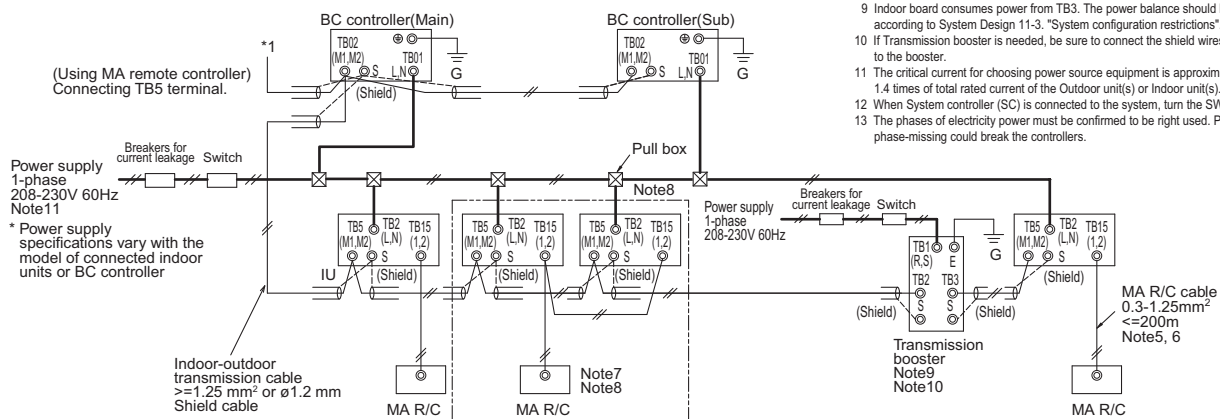 9 Indoor board consumes power from TB3. The power balance should
according to System Design 11-3. "System configuration restrictions"
10 If Transmission booster is needed, be sure to connect the shield wires
to the booster.
11 The critical current for choosing power source equipment is approxim
1.4 times of total rated current of the Outdoor unit(s) or Indoor unit(s).
12 When System controller (SC) is connected to the system, turn the SW
13 The phases of electricity power must be confirmed to be right used. P
phase-missing could break the controllers.
BC controller(Main)
BC controller(Sub)
*1
TB02
(M1,M2)
S
TB01
L,N
G
(Shield)
TB02
(M1,M2)
S
TB01
L,N
G
(Using MA remote controller)
Connecting TB5 terminal.
Power supply
1-phase
208-230V 60Hz
Note11
Breakers for
current leakage
Switch
Pull box
Note8
* Power supply
specifications vary with the
model of connected indoor
units or BC controller
Power supply
1-phase
208-230V 60Hz
Breakers for
current leakage
Switch
IU
TB5
(M1,M2)
TB2
(L,N)
TB15
(1,2)
S
(Shield)
TB5
(M1,M2)
TB2
(L,N)
TB15
(1,2)
S
(Shield)
TB5
(M1,M2)
TB2
(L,N)
TB15
(1,2)
S
(Shield)
TB1
(R,S)
E
G
TB2
TB3
S
S
(Shield)
(Shield)
TB5
(M1,M2)
TB2
(L,N)
TB15
(1,2)
S
(Shield)
Transmission
booster
Note9
Note10
MA R/C cable
0.3-1.25mm²
<=200m
Note5, 6
Indoor-outdoor
transmission cable
>=1.25 mm² or ø1.2 mm
Shield cable
MA R/C
MA R/C
Note7
Note8
MA R/C